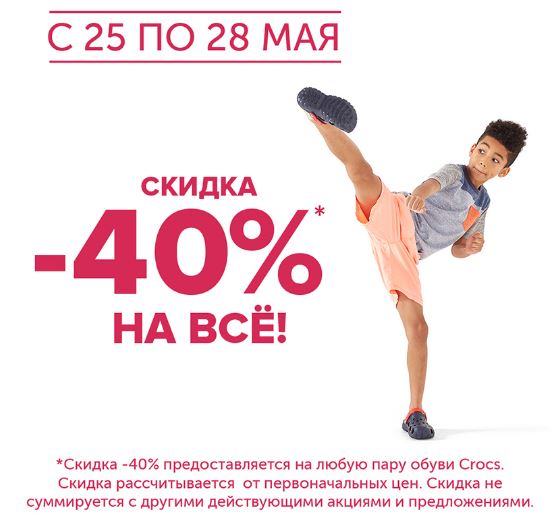 С 25 ПО 28 МАЯ
СКИДКА
-40%*
НА ВСЁ!
*Скидка -40% предоставляется на любую пару обуви Crocs.
Скидка рассчитывается от первоначальных цен. Скидка не
суммируется с другими действующими акциями и предложениями.